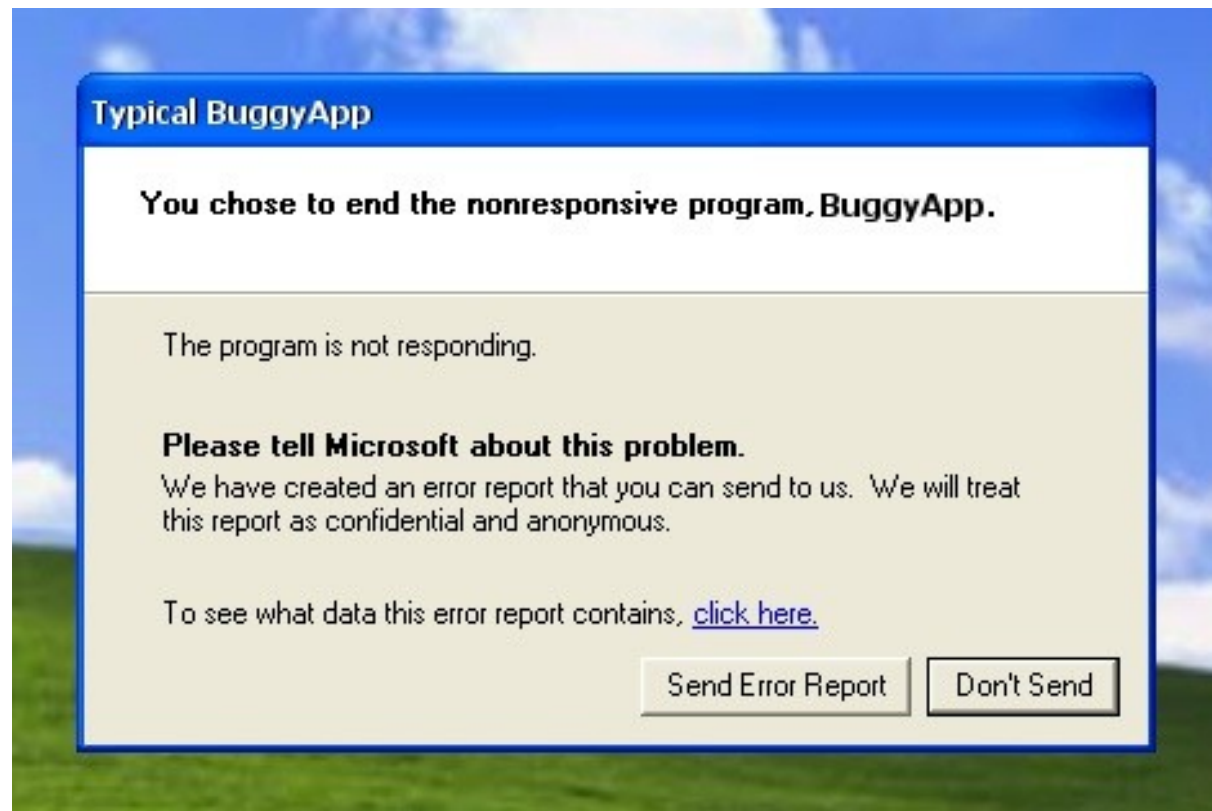 Typical BuggyApp
You chose to end the nonresponsive program, BuggyApp.
The program is not responding.
Please tell Microsoft about this problem.
We have created an error report that you can send to us.  We will treat
this report as confidential and anonymous.
To see what data this error report contains, click here.
Send Error Report Don't Send